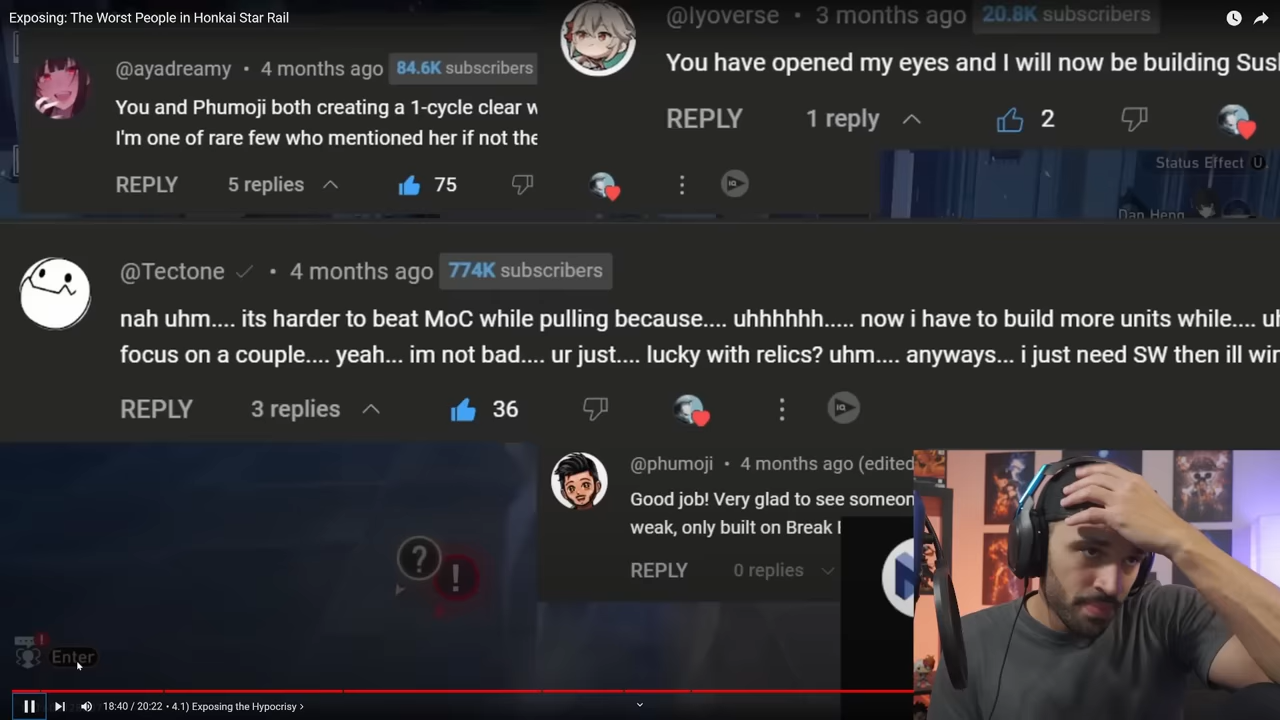 Exposing: The Worst People in Honkai Star Rail
@lyoverse • 3 months ago 20.8K subscribers
You have opened my eyes and I will now be building Sus
REPLY 1 reply 2
@ayadreamy • 4 months ago 84.6K subscribers
You and Phumoji both creating a 1-cycle clear w
I'm one of rare few who mentioned her if not the
REPLY 5 replies 75
Status Effect U
Dan Heng
@Tectone • 4 months ago 774K subscribers
nah uhm.... its harder to beat MoC while pulling because.... uhhhhhh..... now i have to build more units while.... u
focus on a couple.... yeah... im not bad.... ur just.... lucky with relics? uhm.... anyways... i just need SW then ill wi
REPLY 3 replies 36
@phumoji • 4 months ago (edited
Good job! Very glad to see someon
weak, only built on Break
REPLY 0 replies
Enter
18:40 / 20:22 • 4.1) Exposing the Hypocrisy